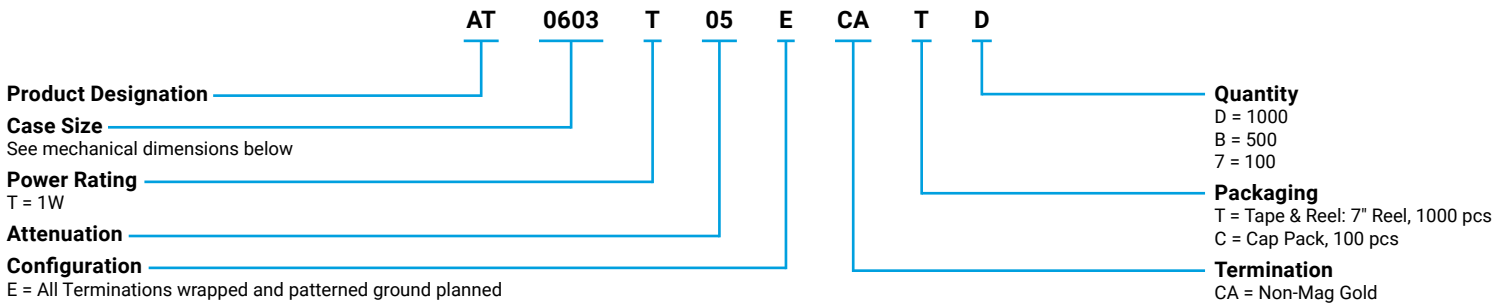 AT 0603 T 05 E CA T D
Product Designation
Case Size
See mechanical dimensions below
Power Rating
T = 1W
Attenuation
Configuration
E = All Terminations wrapped and patterned ground planned
Quantity
D = 1000
B = 500
7 = 100
Packaging
T = Tape & Reel: 7" Reel, 1000 pcs
C = Cap Pack, 100 pcs
Termination
CA = Non-Mag Gold